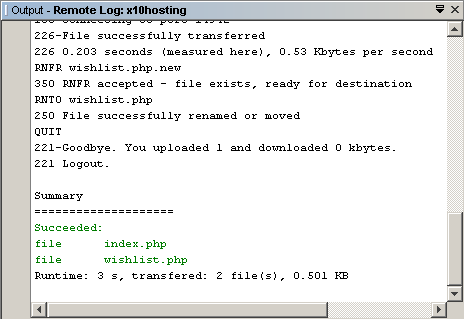 Output - Remote Log: x10hosting
226-File successfully transferred
226 0.203 seconds (measured here), 0.53 Kbytes per second
RNFR wishlist.php.new
350 RNFR accepted - file exists, ready for destination
RNTO wishlist.php
250 File successfully renamed or moved
QUIT
221-Goodbye. You uploaded 1 and downloaded 0 kbytes.
221 Logout.
Summary
====================
Succeeded:
file index.php
file wishlist.php
Runtime: 3 s, transfered: 2 file(s), 0.501 KB